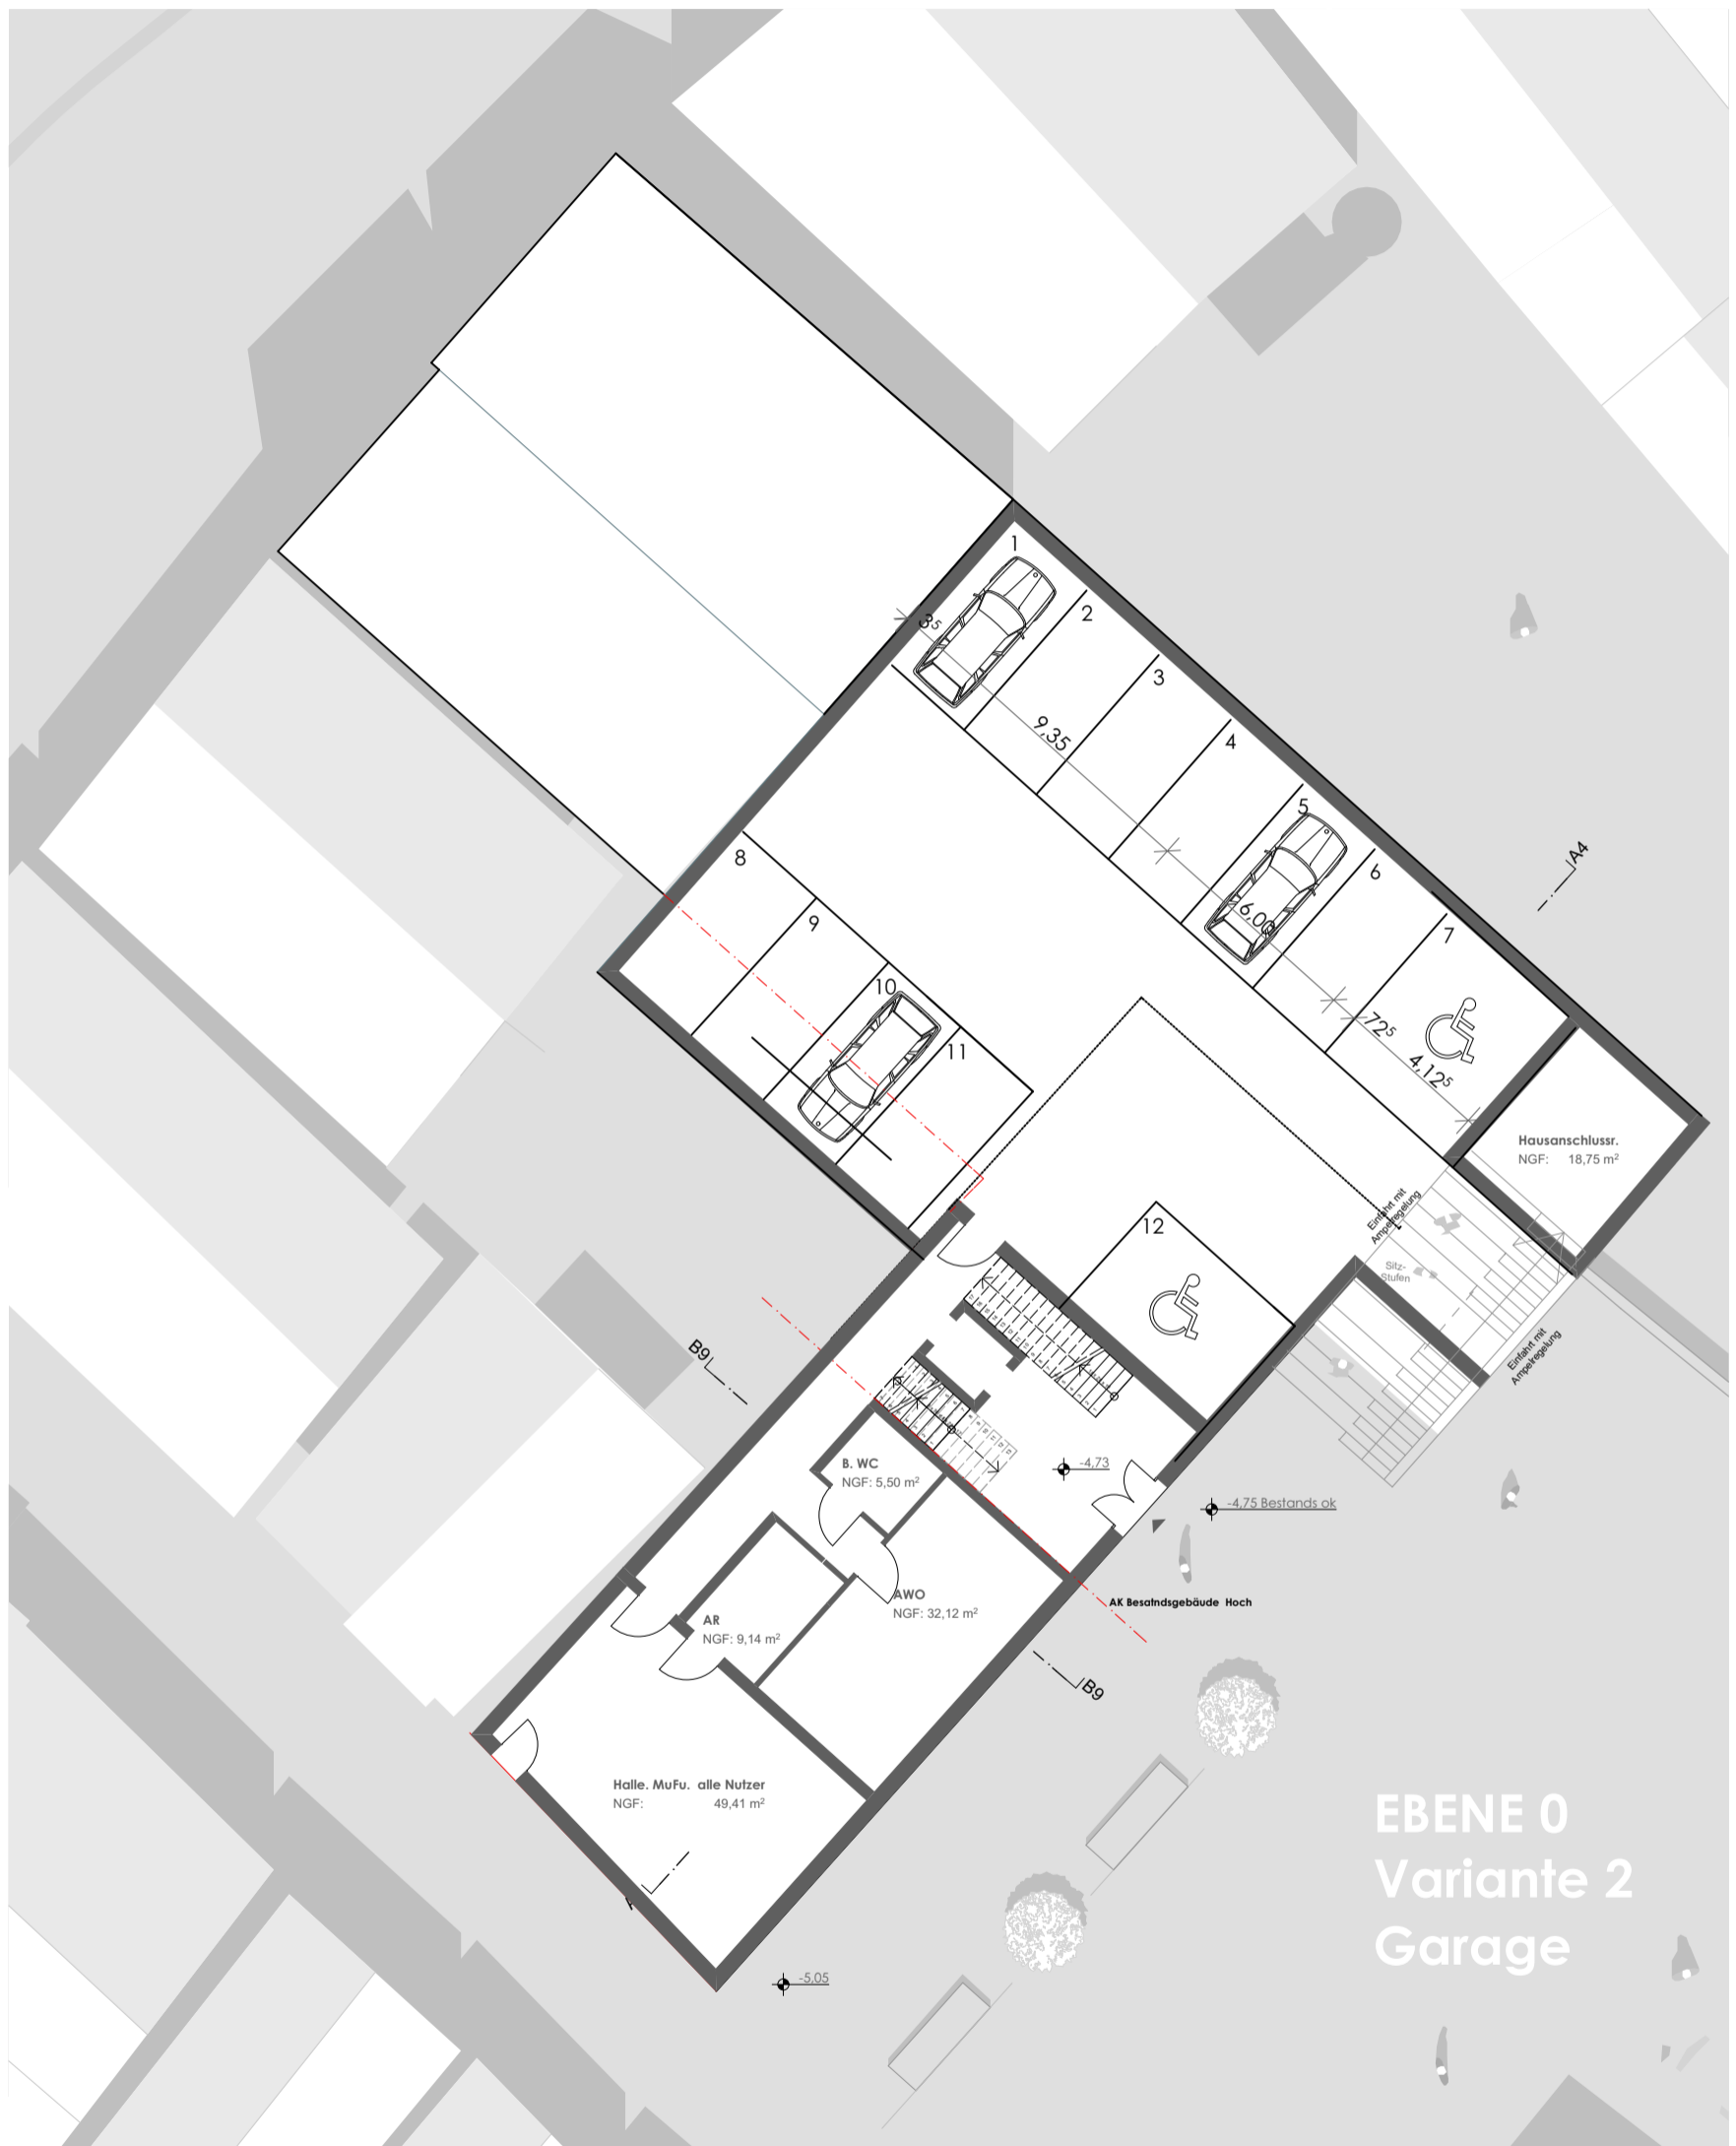 1
2
3
4
5
6
7
3⁵
9,35
6,00
72⁵
4,12⁵
A4
8
9
10
11
12
Hausanschlussr.
NGF: 18,75 m²
Einfahrt mit
Ampelregelung
Sitz-
Stufen
Einfahrt mit
Ampelregelung
B9
B. WC
NGF: 5,50 m²
-4,73
-4,75 Bestands ok
AWO
NGF: 32,12 m²
AK Besatndsgebäude Hoch
AR
NGF: 9,14 m²
B9
Halle. MuFu. alle Nutzer
NGF: 49,41 m²
-5,05
EBENE 0
Variante 2
Garage